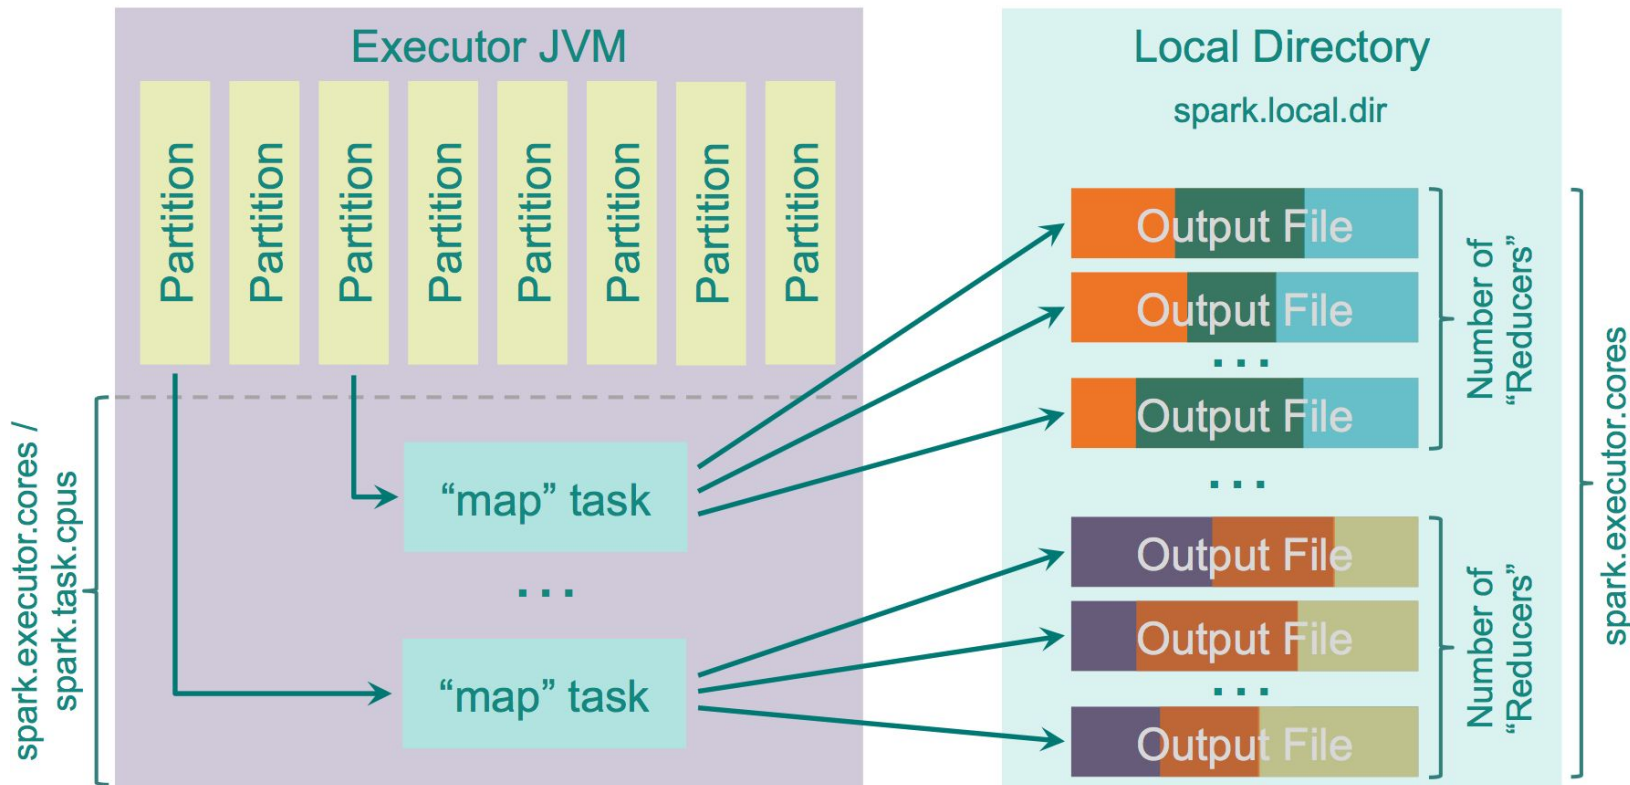 Executor JVM
Partition
Partition
Partition
Partition
Partition
Partition
Partition
Partition
spark.executor.cores /
spark.task.cpus
“map” task
...
“map” task
Local Directory
spark.local.dir
Output File
Output File
...
Output File
Number of
“Reducers”
...
Output File
Output File
...
Output File
Number of
“Reducers”
spark.executor.cores